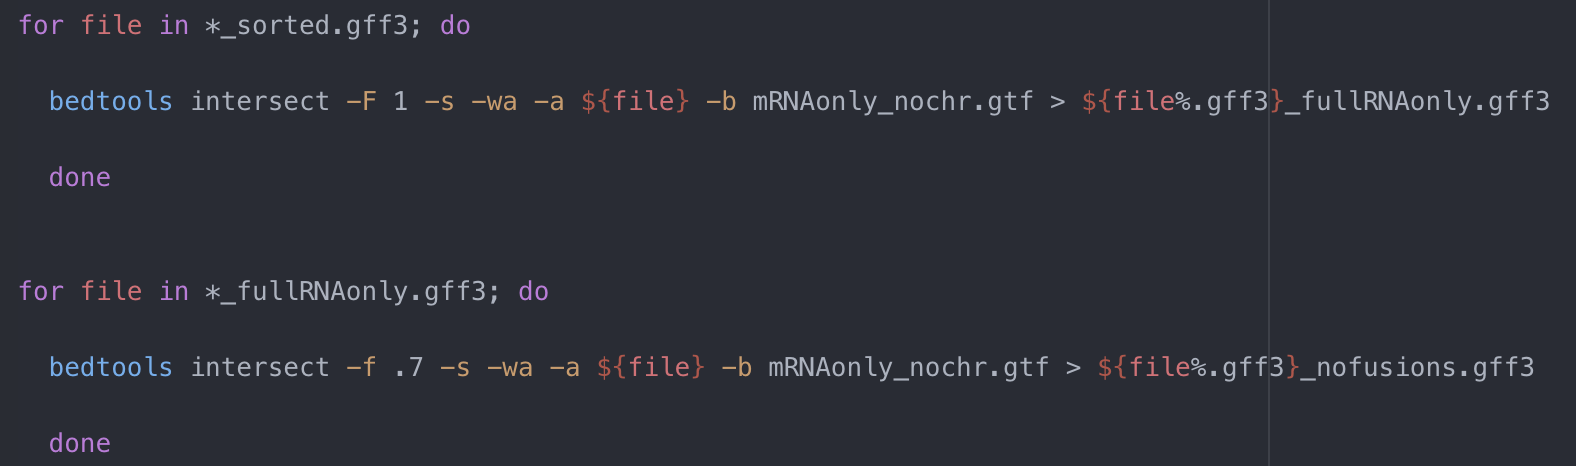 for file in *_sorted.gff3; do
bedtools intersect -F 1 -s -wa -a ${file} -b mRNAonly_nochr.gtf > ${file%.gff3}_fullRNAonly.gff3
done
for file in *_fullRNAonly.gff3; do
bedtools intersect -f .7 -s -wa -a ${file} -b mRNAonly_nochr.gtf > ${file%.gff3}_nofusions.gff3
done